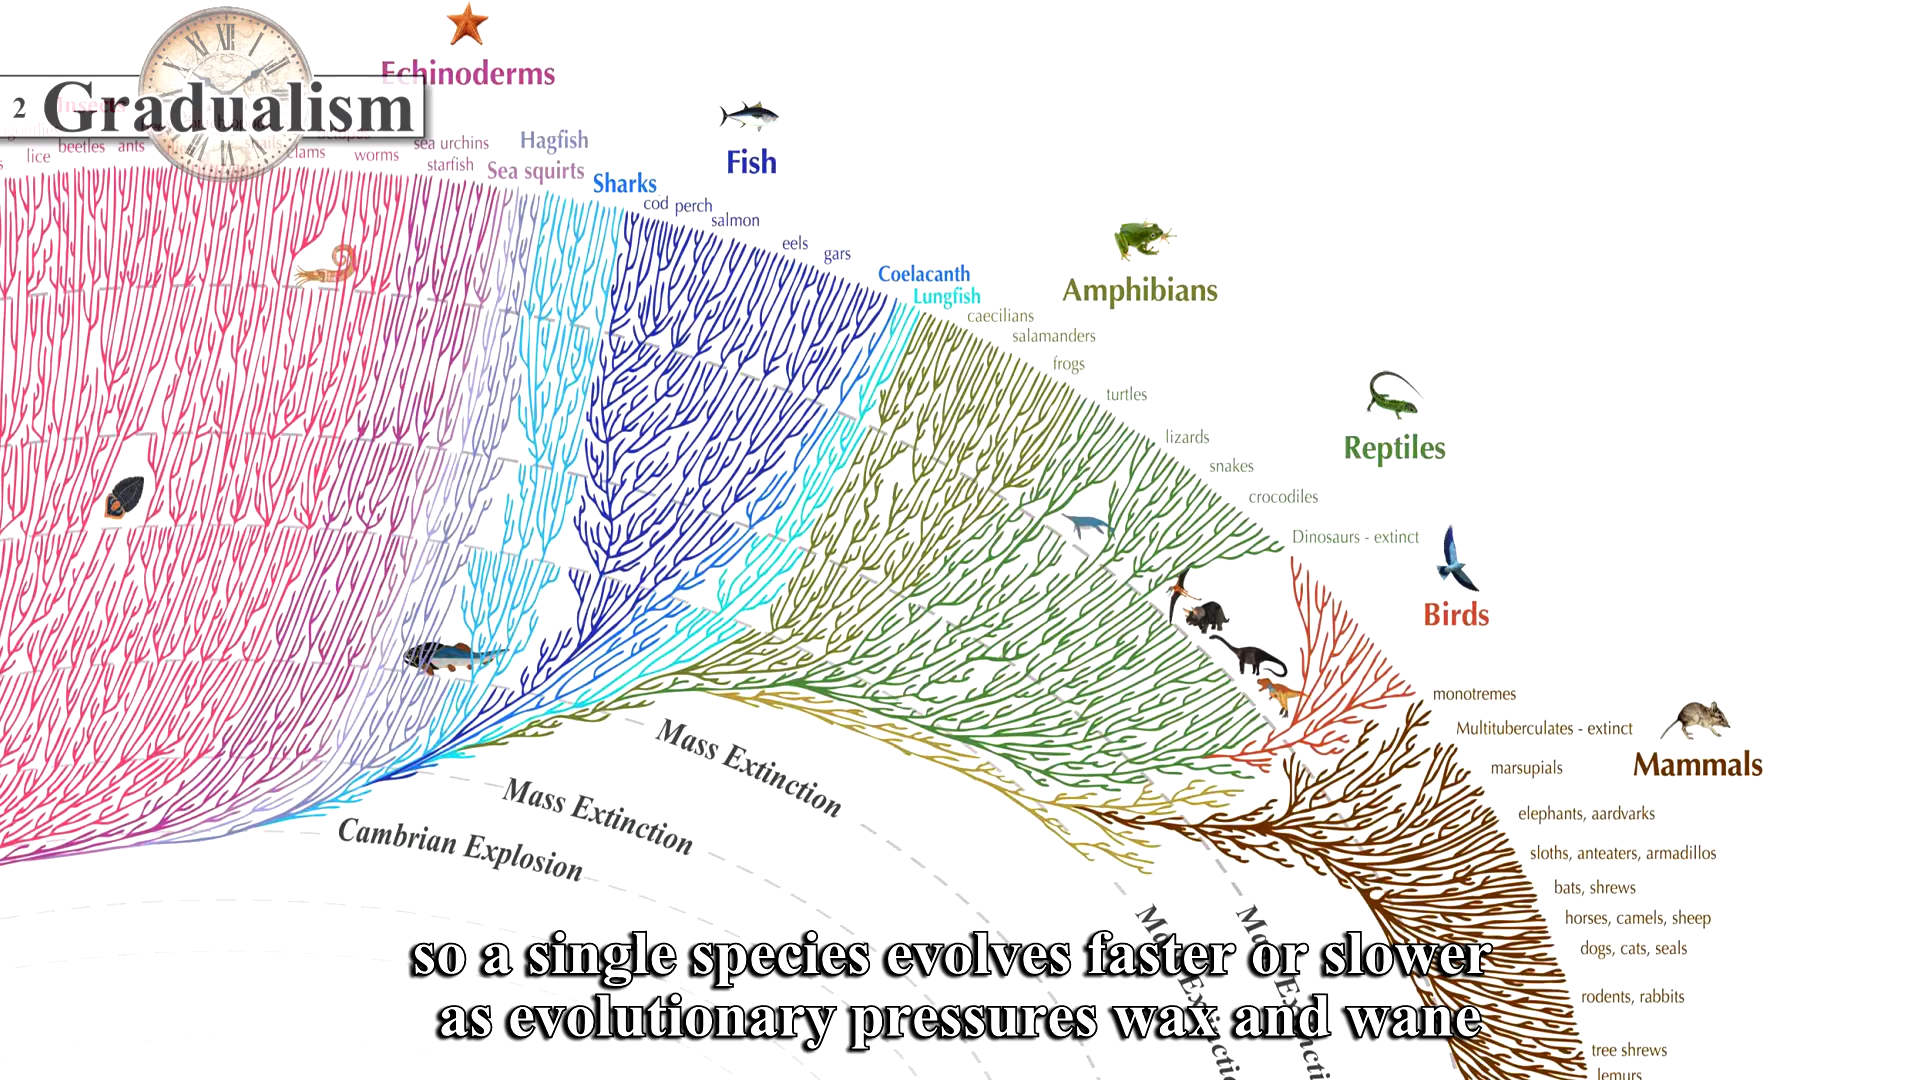 Echinoderms
2 Gradualism
Insects
lice
beetles
ants
snails
clams
worms
sea urchins
starfish
Hagfish
Sea squirts
Sharks
Fish
cod
perch
salmon
eels
gars
Coelacanth
Lungfish
Amphibians
caecilians
salamanders
frogs
turtles
Reptiles
lizards
snakes
crocodiles
Dinosaurs - extinct
Birds
monotremes
Multituberculates - extinct
Mammals
marsupials
elephants, aardvarks
sloths, anteaters, armadillos
bats, shrews
horses, camels, sheep
dogs, cats, seals
rodents, rabbits
tree shrews
lemurs
Mass Extinction
Mass Extinction
Cambrian Explosion
so a single species evolves faster or slower
as evolutionary pressures wax and wane